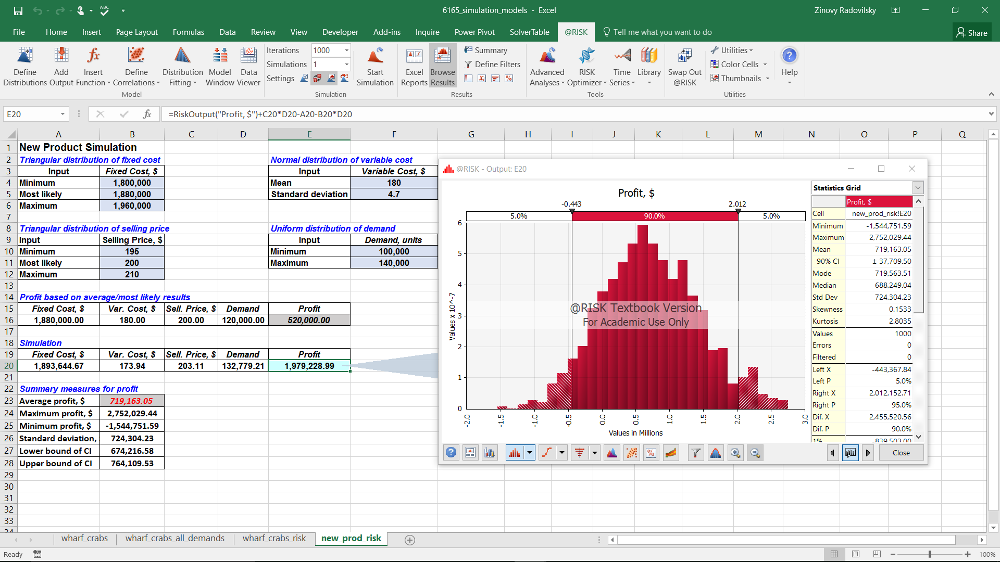 ABC
6165_simulation_models - Excel
Zinovy Radovilsky
File Home Insert Page Layout Formulas Data Review View Developer Add-ins Inquire Power Pivot SolverTable @RISK Tell me what you want to do
Share
Define Distributions
Add Output
Insert Function
Define Correlations
Distribution Fitting
Model Window
Data Viewer
Model
Iterations 1000
Simulations 1
Settings
Start Simulation
Simulation
Excel Reports
Browse Results
Summary
Define Filters
Results
Advanced Analyses
RISK Optimizer
Time Series
Library
Tools
Swap Out @RISK
Utilities
Color Cells
Thumbnails
Utilities
Help
E20 fx =RiskOutput("Profit, $")+C20*D20-A20-B20*D20
A B C D E F G H I J K L M N O P Q
1 New Product Simulation
2 Triangular distribution of fixed cost Normal distribution of variable cost
3 Input Fixed Cost, $ Input Variable Cost, $
4 Minimum 1,800,000 Mean 180
5 Most likely 1,880,000 Standard deviation 4.7
6 Maximum 1,960,000
7
8 Triangular distribution of selling price Uniform distribution of demand
9 Input Selling Price, $ Input Demand, units
10 Minimum 195 Minimum 100,000
11 Most likely 200 Maximum 140,000
12 Maximum 210
13
14 Profit based on average/most likely results
15 Fixed Cost, $ Var. Cost, $ Sell. Price, $ Demand Profit
16 1,880,000.00 180.00 200.00 120,000.00 520,000.00
17
18 Simulation
19 Fixed Cost, $ Var. Cost, $ Sell. Price, $ Demand Profit
20 1,893,644.67 173.94 203.11 132,779.21 1,979,228.99
21
22 Summary measures for profit
23 Average profit, $ 719,163.05
24 Maximum profit, $ 2,752,029.44
25 Minimum profit, $ -1,544,751.59
26 Standard deviation, 724,304.23
27 Lower bound of CI 674,216.58
28 Upper bound of CI 764,109.53
29
30
31
32
33
34
@RISK - Output: E20
Profit, $
-0.443 2.012
5.0% 90.0% 5.0%
6
5
4
3
2
1
0
Values x 10^-7
@RISK Textbook Version
For Academic Use Only
-2.0 -1.5 -1.0 -0.5 0.0 0.5 1.0 1.5 2.0 2.5 3.0
Values in Millions
Statistics Grid
Profit, $
Cell new_prod_risk!E20
Minimum -1,544,751.59
Maximum 2,752,029.44
Mean 719,163.05
90% CI ± 37,709.50
Mode 719,563.51
Median 688,249.04
Std Dev 724,304.23
Skewness 0.1533
Kurtosis 2.8035
Values 1000
Errors 0
Filtered 0
Left X -443,367.84
Left P 5.0%
Right X 2,012,152.71
Right P 95.0%
Dif. X 2,455,520.56
Dif. P 90.0%
1% -839,503.00
Close
wharf_crabs wharf_crabs_all_demands wharf_crabs_risk new_prod_risk
Ready
100%